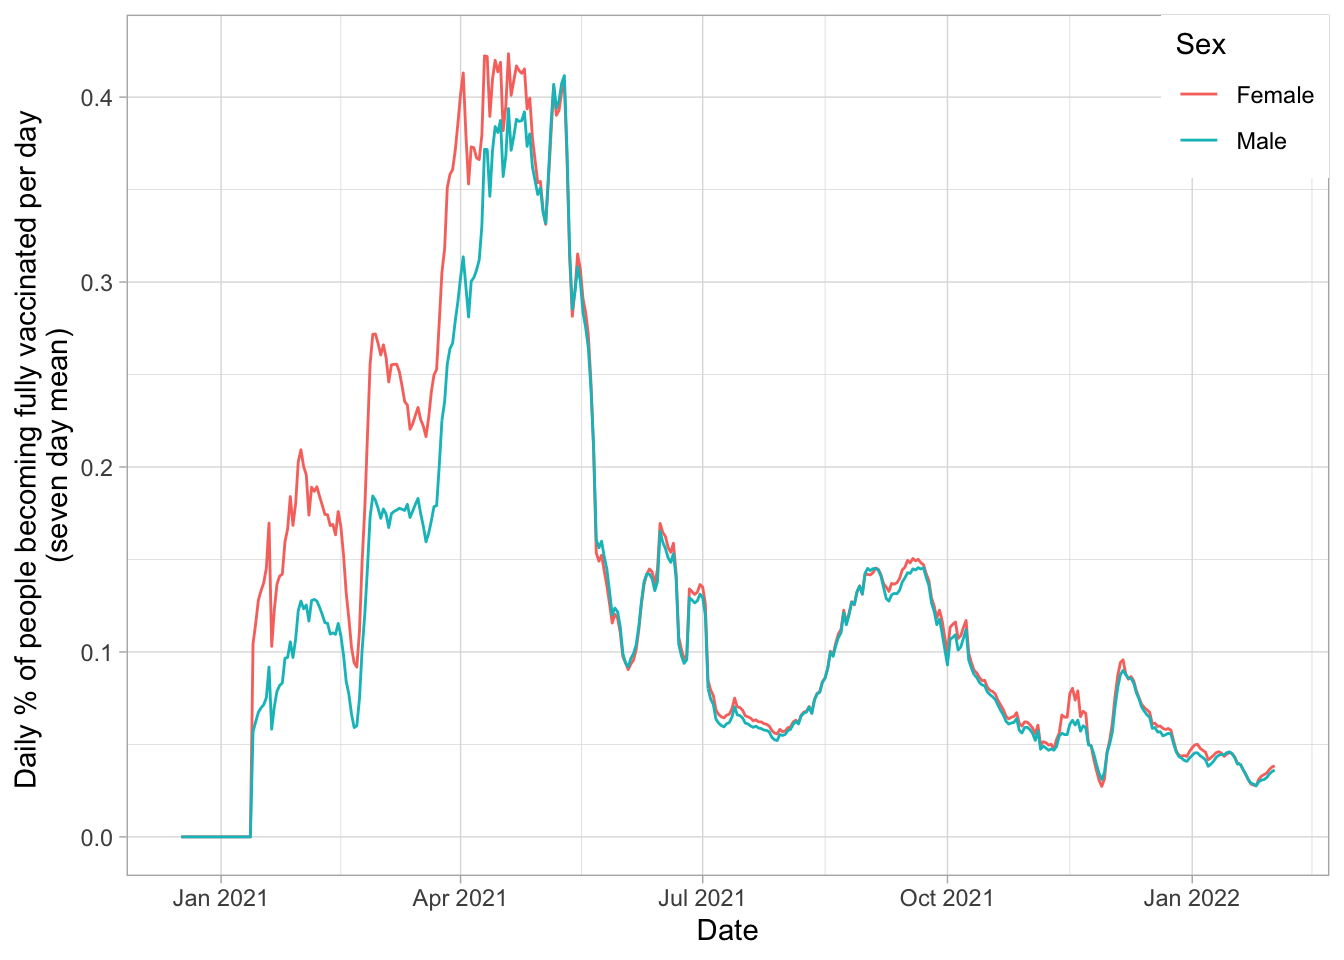 Daily % of people becoming fully vaccinated per day
(seven day mean)
0.4
0.3
0.2
0.1
0.0
Jan 2021
Apr 2021
Jul 2021
Oct 2021
Jan 2022
Date
Sex
Female
Male